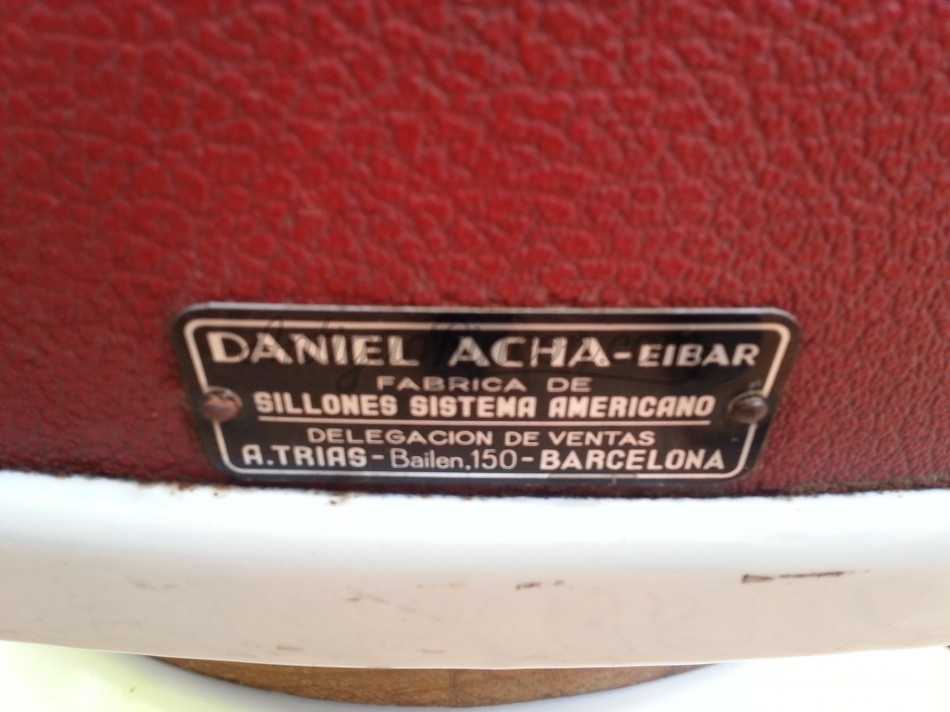 DANIEL ACHA - EIBAR
FABRICA DE
SILLONES SISTEMA AMERICANO
DELEGACION DE VENTAS
A. TRIAS - Bailen, 150 - BARCELONA